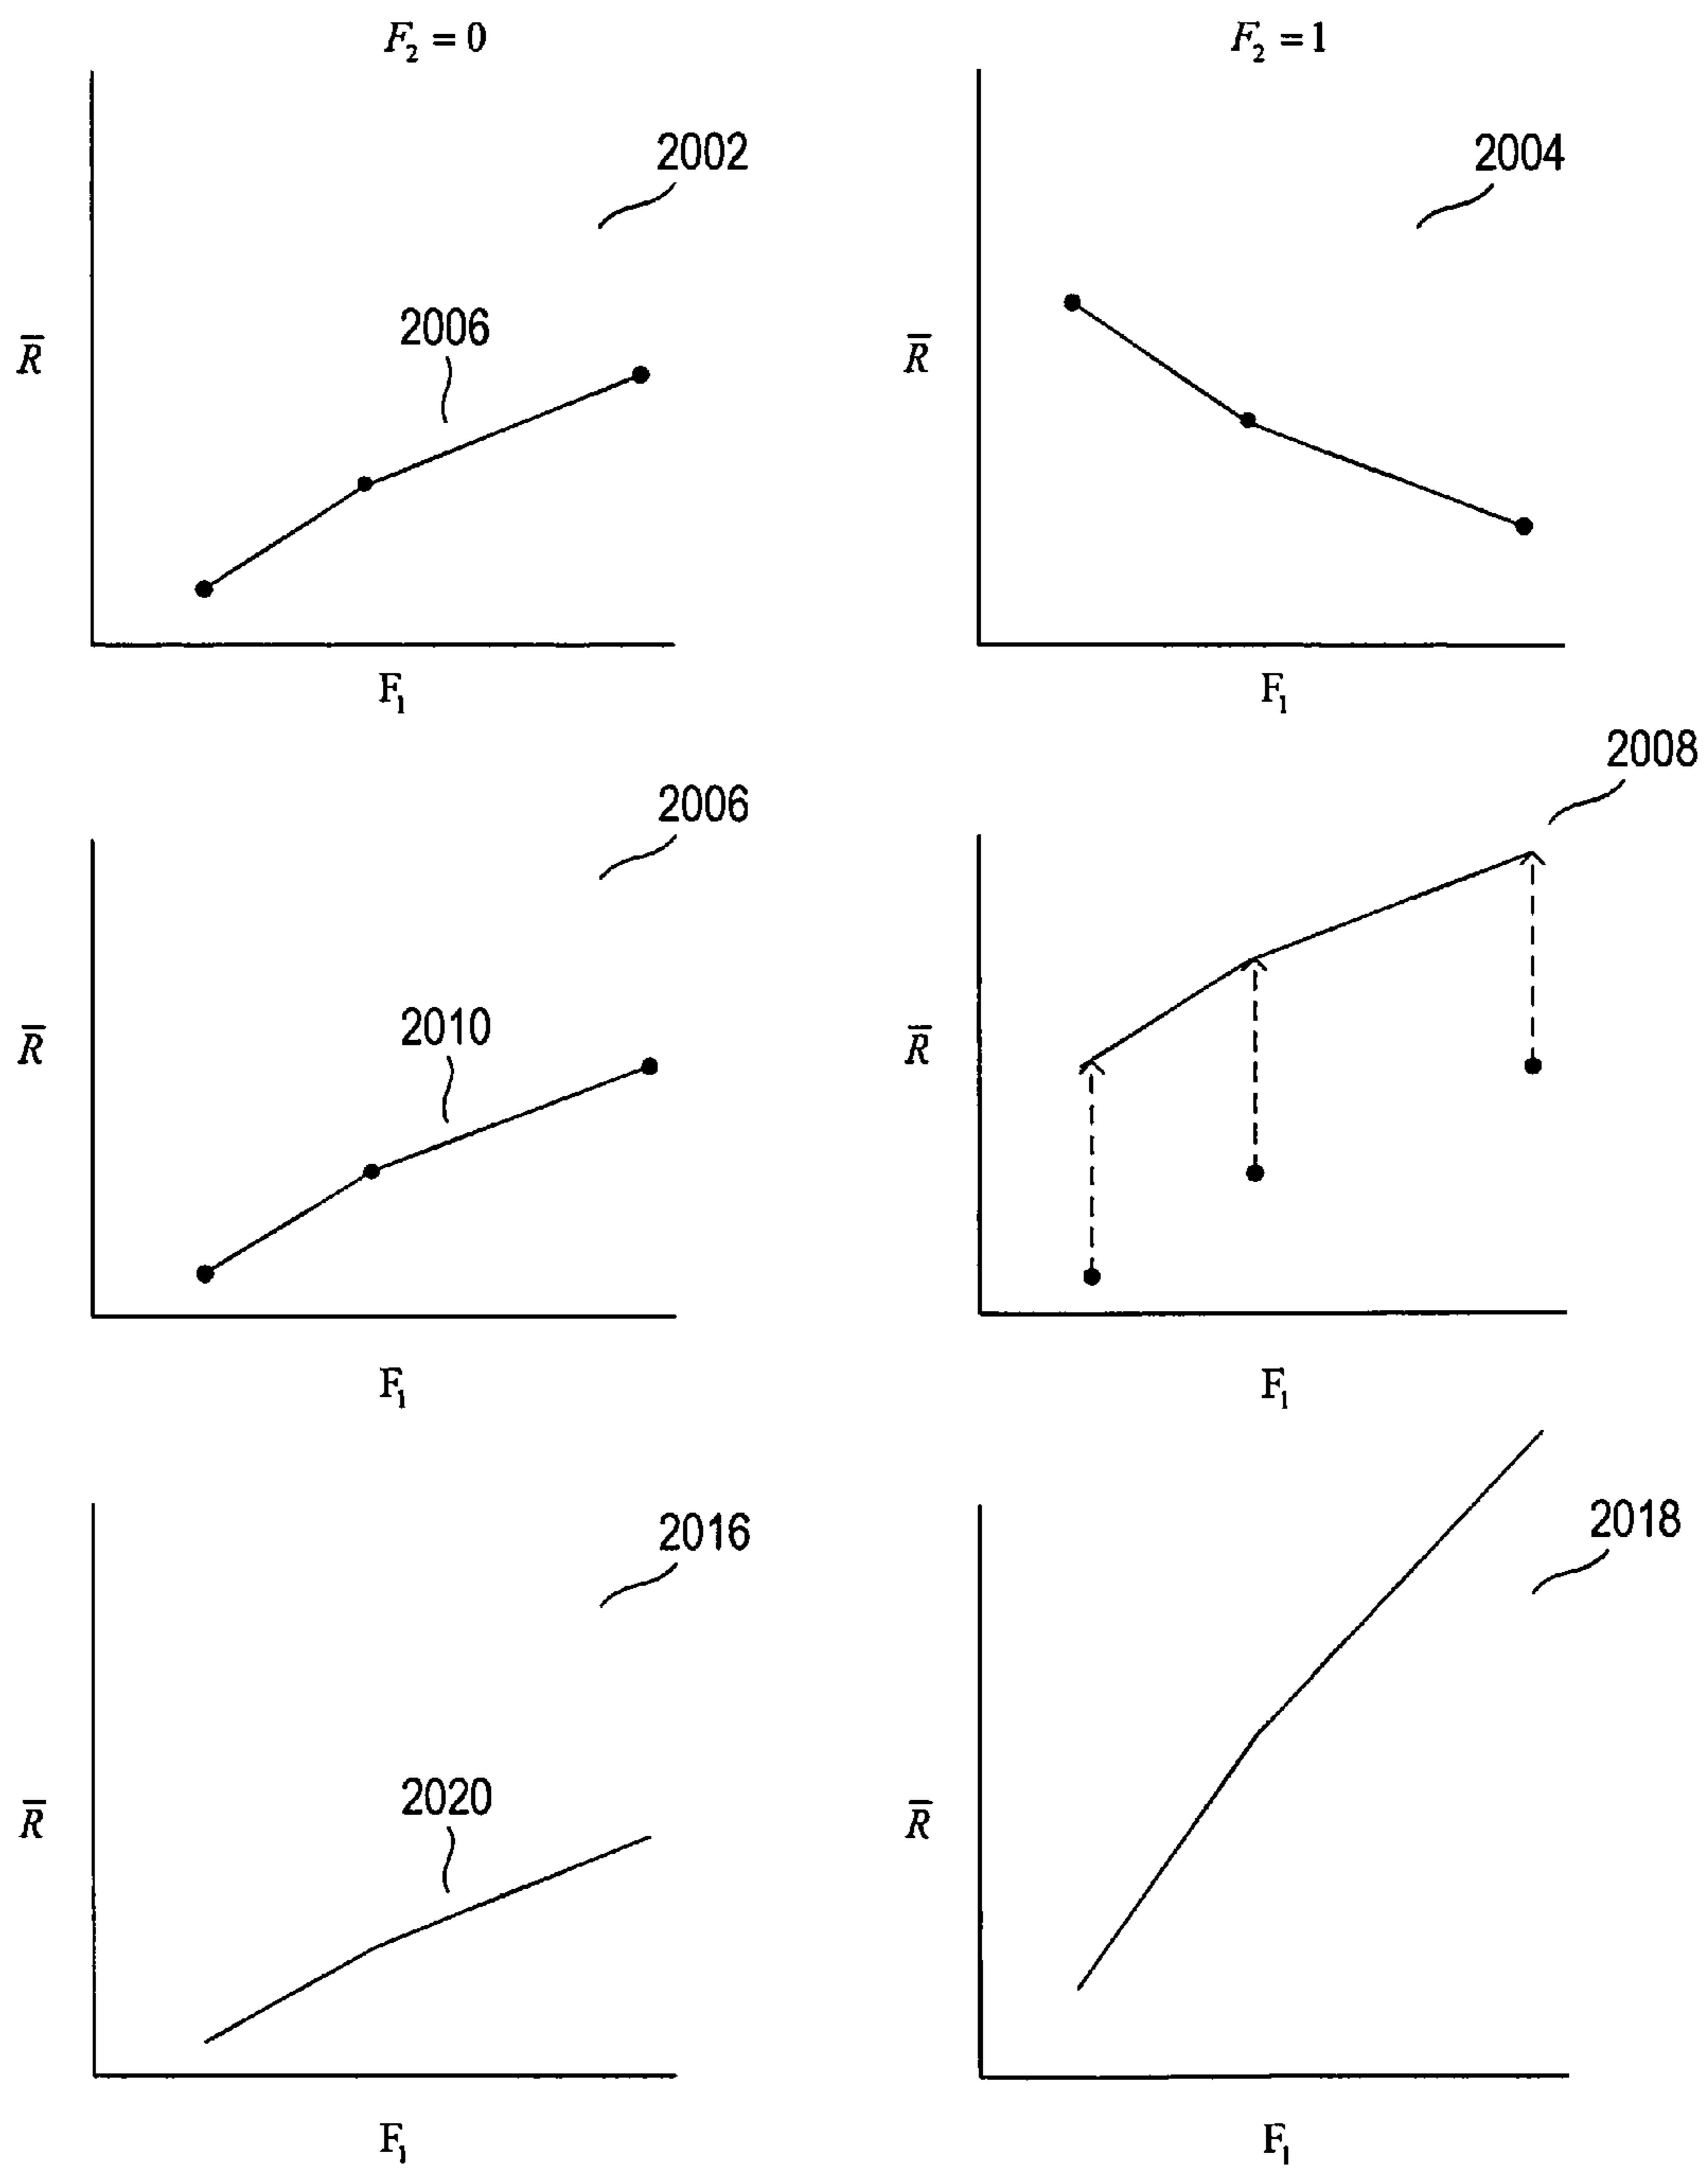 F₂ = 0
F₂ = 1
2002
2004
2006
R̅
R̅
F₁
F₁
2008
2006
2010
R̅
R̅
F₁
F₁
2016
2018
2020
R̅
R̅
F₁
F₁